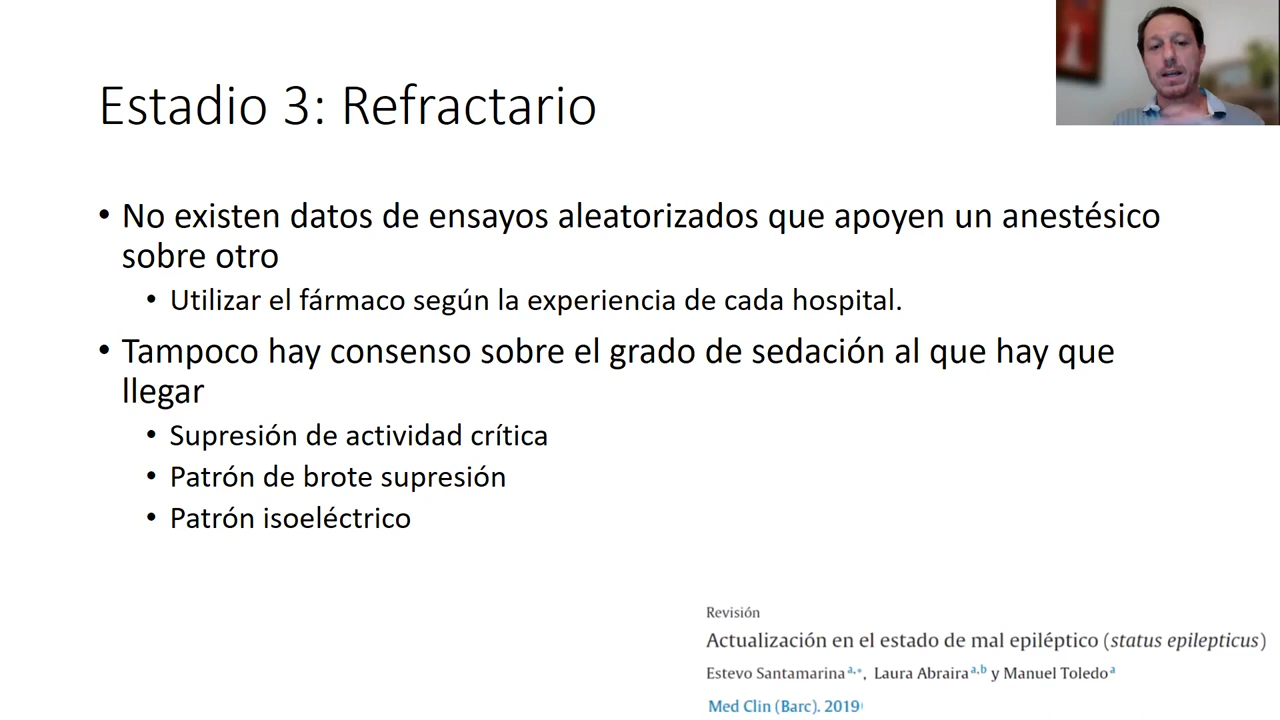 Estadio 3: Refractario
• No existen datos de ensayos aleatorizados que apoyen un anestésico
sobre otro
• Utilizar el fármaco según la experiencia de cada hospital.
• Tampoco hay consenso sobre el grado de sedación al que hay que
llegar
• Supresión de actividad crítica
• Patrón de brote supresión
• Patrón isoeléctrico
Revisión
Actualización en el estado de mal epiléptico (status epilepticus)
Estevo Santamarina a,*, Laura Abraira a,b y Manuel Toledo a
Med Clin (Barc). 2019